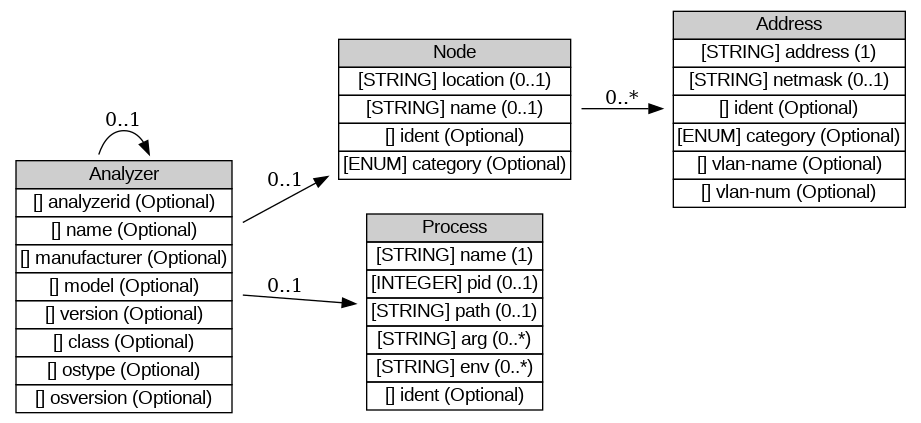 0..1
Analyzer
[] analyzerid (Optional)
[] name (Optional)
[] manufacturer (Optional)
[] model (Optional)
[] version (Optional)
[] class (Optional)
[] ostype (Optional)
[] osversion (Optional)
0..1
Node
[STRING] location (0..1)
[STRING] name (0..1)
[] ident (Optional)
[ENUM] category (Optional)
0..1
Process
[STRING] name (1)
[INTEGER] pid (0..1)
[STRING] path (0..1)
[STRING] arg (0..*)
[STRING] env (0..*)
[] ident (Optional)
0..*
Address
[STRING] address (1)
[STRING] netmask (0..1)
[] ident (Optional)
[ENUM] category (Optional)
[] vlan-name (Optional)
[] vlan-num (Optional)